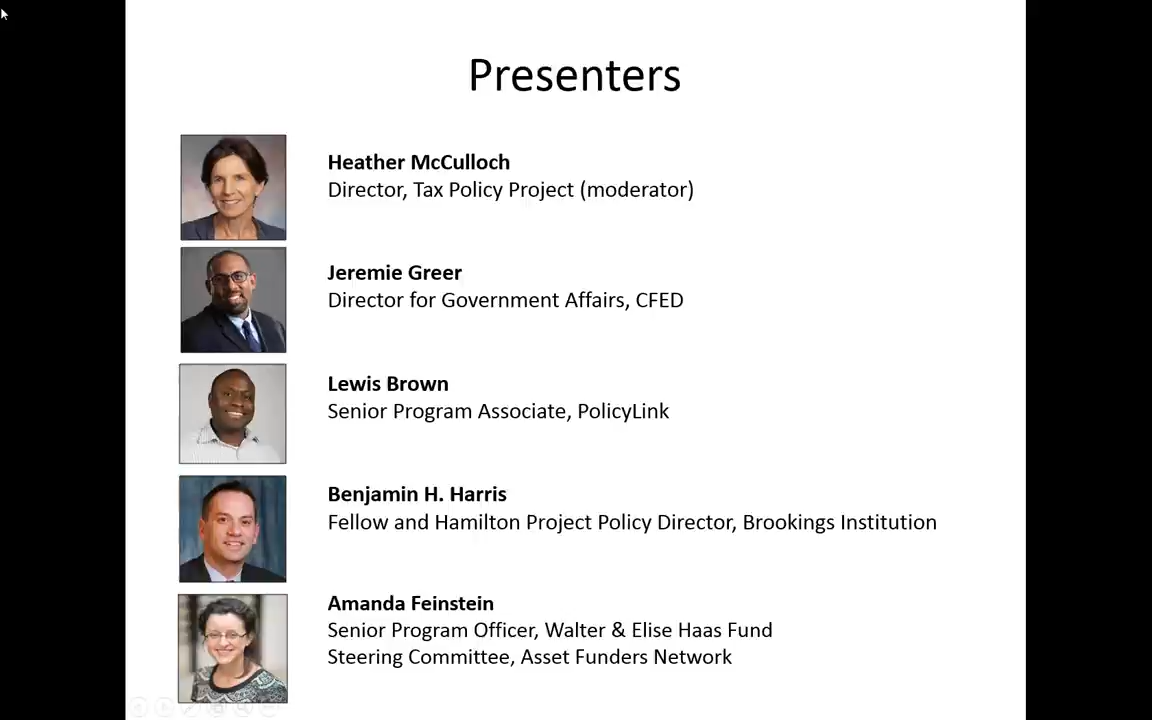 Presenters
Heather McCulloch
Director, Tax Policy Project (moderator)
Jeremie Greer
Director for Government Affairs, CFED
Lewis Brown
Senior Program Associate, PolicyLink
Benjamin H. Harris
Fellow and Hamilton Project Policy Director, Brookings Institution
Amanda Feinstein
Senior Program Officer, Walter & Elise Haas Fund
Steering Committee, Asset Funders Network